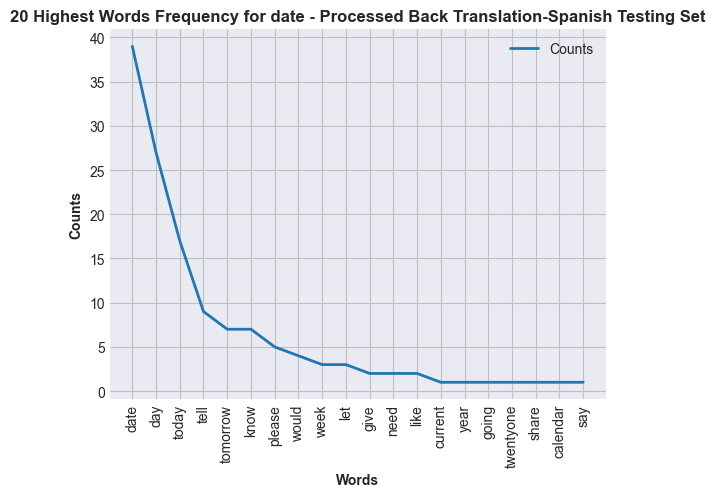 20 Highest Words Frequency for date - Processed Back Translation-Spanish Testing Set
Counts
40
35
30
25
20
15
10
5
0
Counts
date
day
today
tell
tomorrow
know
please
would
week
let
give
need
like
current
year
going
twentyone
share
calendar
say
Words